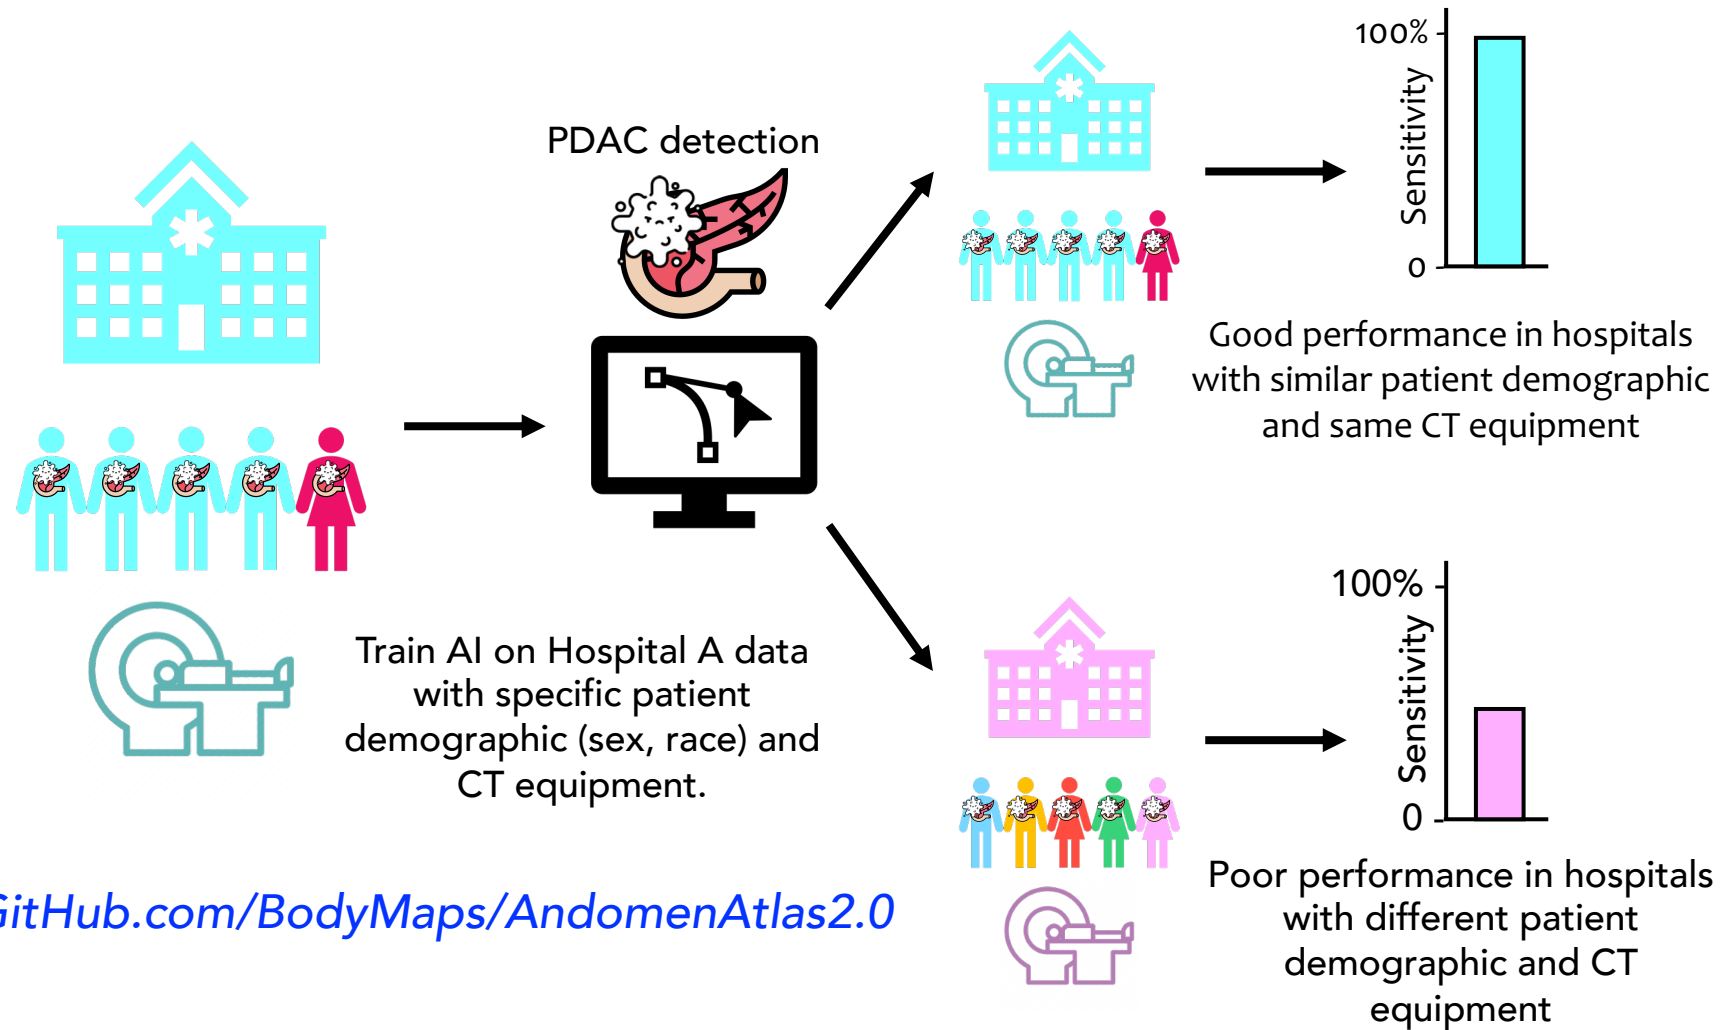 PDAC detection
Train AI on Hospital A data
with specific patient
demographic (sex, race) and
CT equipment.
100%
Sensitivity
0
Good performance in hospitals
with similar patient demographic
and same CT equipment
100%
Sensitivity
0
Poor performance in hospitals
with different patient
demographic and CT
equipment
GitHub.com/BodyMaps/AndomenAtlas2.0